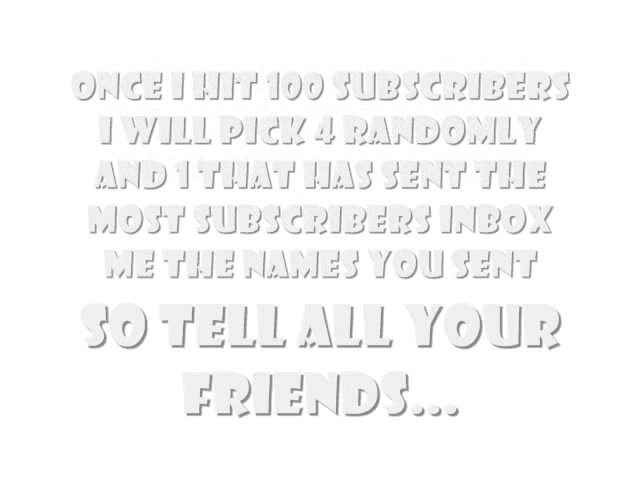 ONCE I HIT 100 SUBSCRIBERS
I WILL PICK 4 RANDOMLY
AND 1 THAT HAS SENT THE
MOST SUBSCRIBERS INBOX
ME THE NAMES YOU SENT
SO TELL ALL YOUR
FRIENDS...